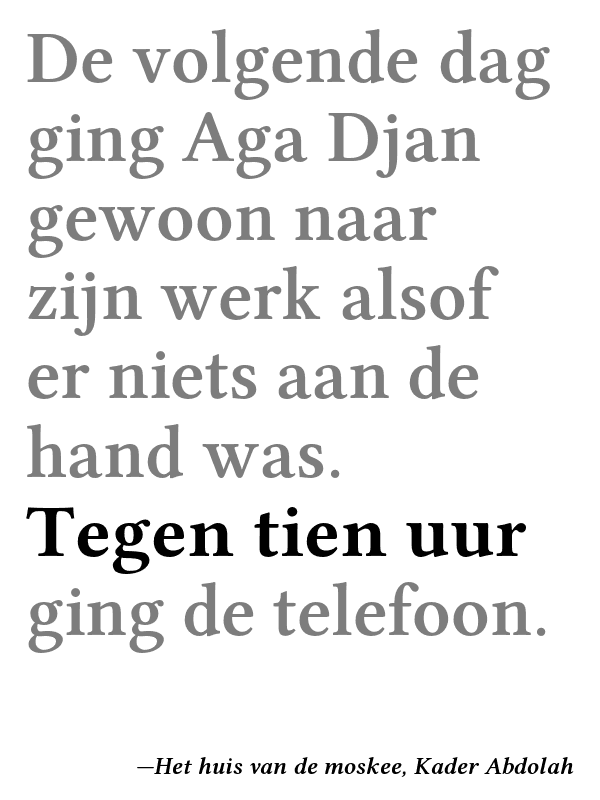 De volgende dag
ging Aga Djan
gewoon naar
zijn werk alsof
er niets aan de
hand was.
Tegen tien uur
ging de telefoon.
—Het huis van de moskee, Kader Abdolah